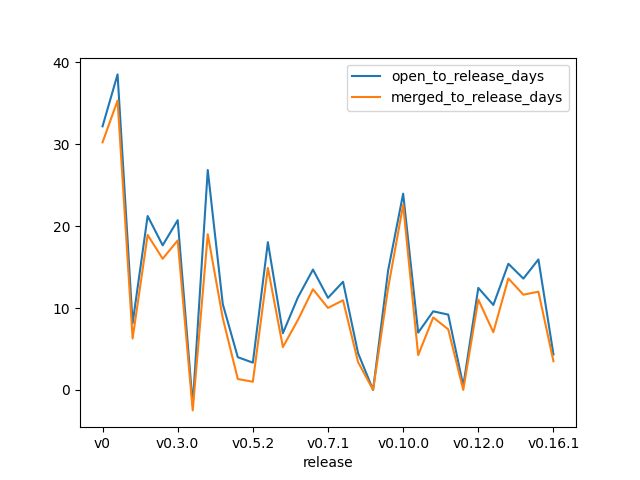 40
30
20
10
0
open_to_release_days
merged_to_release_days
v0 v0.3.0 v0.5.2 v0.7.1 v0.10.0 v0.12.0 v0.16.1
release